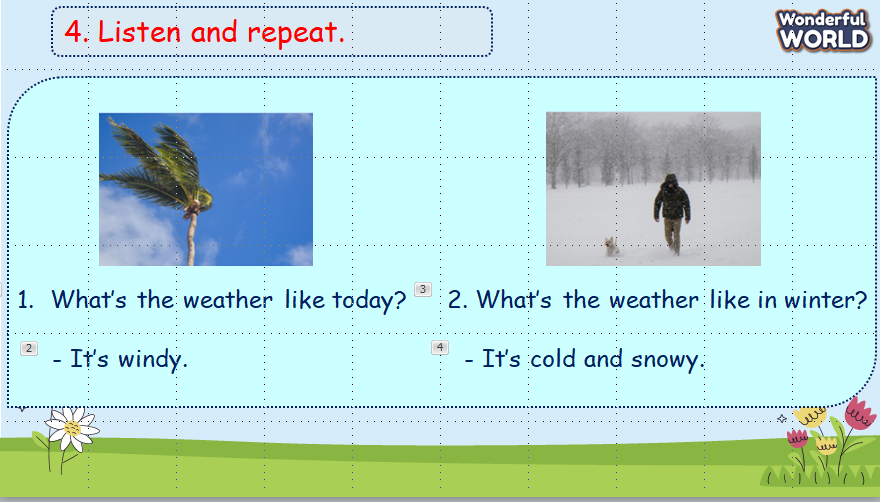 4. Listen and repeat.
Wonderful
WORLD
1. What's the weather like today?
3
2. What's the weather like in winter?
2
- It's windy.
4
- It's cold and snowy.